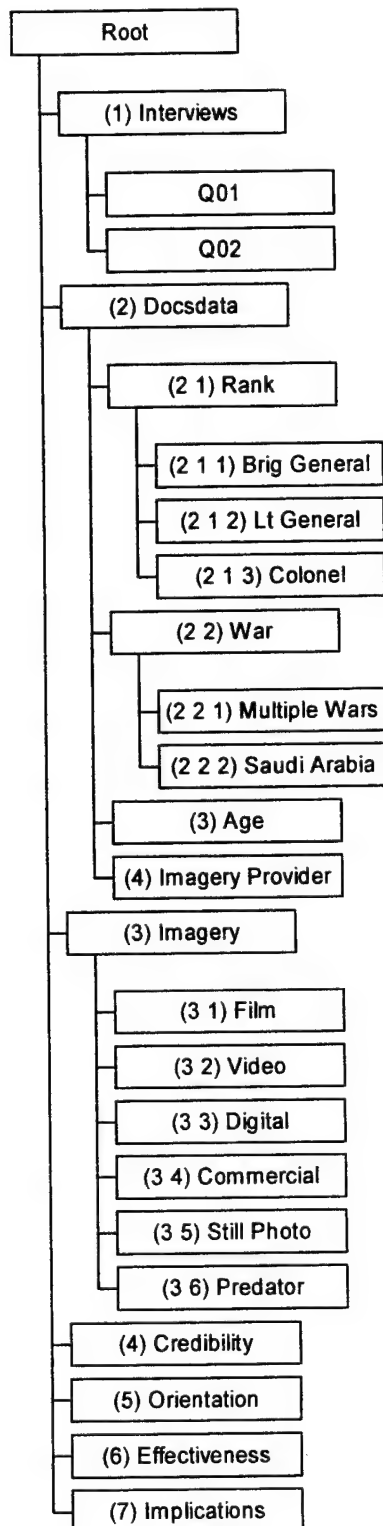 Root
(1) Interviews
Q01
Q02
(2) Docsdata
(2 1) Rank
(2 1 1) Brig General
(2 1 2) Lt General
(2 1 3) Colonel
(2 2) War
(2 2 1) Multiple Wars
(2 2 2) Saudi Arabia
(3) Age
(4) Imagery Provider
(3) Imagery
(3 1) Film
(3 2) Video
(3 3) Digital
(3 4) Commercial
(3 5) Still Photo
(3 6) Predator
(4) Credibility
(5) Orientation
(6) Effectiveness
(7) Implications